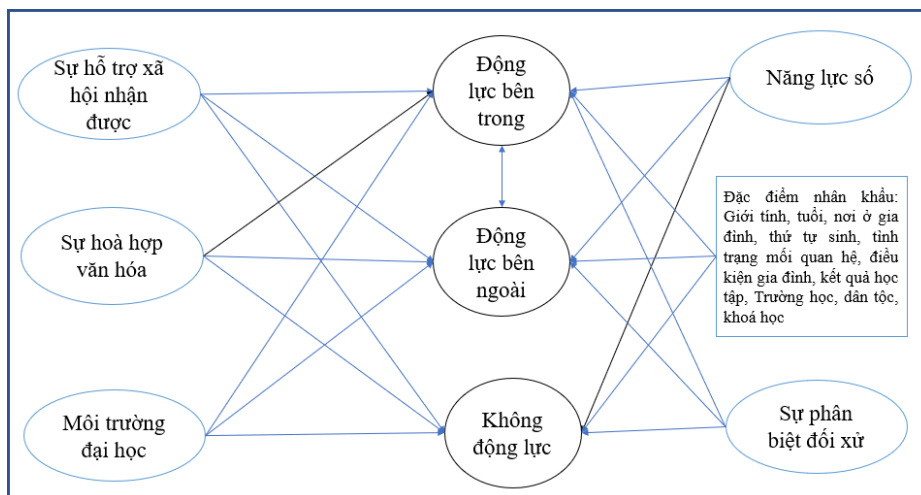 Sự hỗ trợ xã
hội nhận
được
Động
lực bên
trong
Năng lực số
Sự hoà hợp
văn hóa
Động
lực bên
ngoài
Đặc điểm nhân khẩu:
Giới tính, tuổi, nơi ở gia
đình, thứ tự sinh, tình
trạng mối quan hệ, điều
kiện gia đình, kết quả học
tập, Trường học, dân tộc,
khoá học
Môi trường
đại học
Không
động lực
Sự phân
biệt đối xử